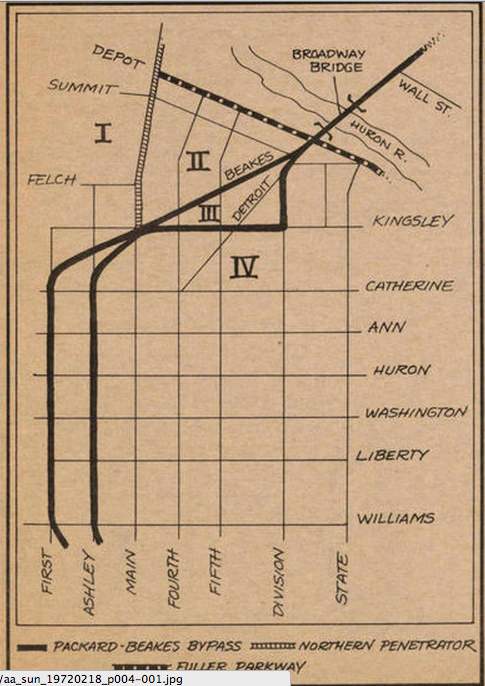 BROADWAY
BRIDGE
DEPOT
SUMMIT
WALL ST.
I
HURON R.
II
BEAKES
FELCH
DETROIT
III
KINGSLEY
IV
CATHERINE
ANN
HURON
WASHINGTON
LIBERTY
WILLIAMS
FIRST
ASHLEY
MAIN
FOURTH
FIFTH
DIVISION
STATE
PACKARD-BEAKES BYPASS NORTHERN PENETRATOR
FULLER PARKWAY
/aa_sun_19720218_p004-001.jpg